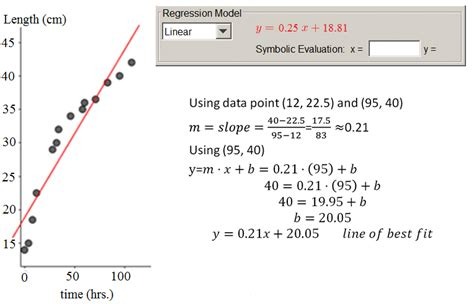 Length (cm)
45
40
35
30
25
20
15
0 50 100
time (hrs.)
Regression Model
Linear
y = 0.25 x + 18.81
Symbolic Evaluation: x = y =
Using data point (12, 22.5) and (95, 40)
m = slope = \frac{40−22.5}{95−12} = \frac{17.5}{83} ≈0.21
Using (95, 40)
y=m · x + b = 0.21 · (95) + b
40 = 0.21 · (95) + b
40 = 19.95 + b
b = 20.05
y = 0.21x + 20.05 line of best fit